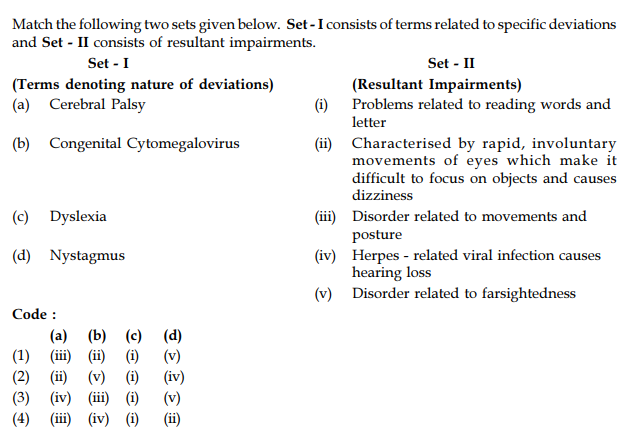 Match the following two sets given below. Set - I consists of terms related to specific deviations
and Set - II consists of resultant impairments.
Set - I Set - II
(Terms denoting nature of deviations) (Resultant Impairments)
(a) Cerebral Palsy (i) Problems related to reading words and
letter
(b) Congenital Cytomegalovirus (ii) Characterised by rapid, involuntary
movements of eyes which make it
difficult to focus on objects and causes
dizziness
(c) Dyslexia (iii) Disorder related to movements and
posture
(d) Nystagmus (iv) Herpes - related viral infection causes
hearing loss
(v) Disorder related to farsightedness
Code :
(a) (b) (c) (d)
(1) (iii) (ii) (i) (v)
(2) (ii) (v) (i) (iv)
(3) (iv) (iii) (i) (v)
(4) (iii) (iv) (i) (ii)